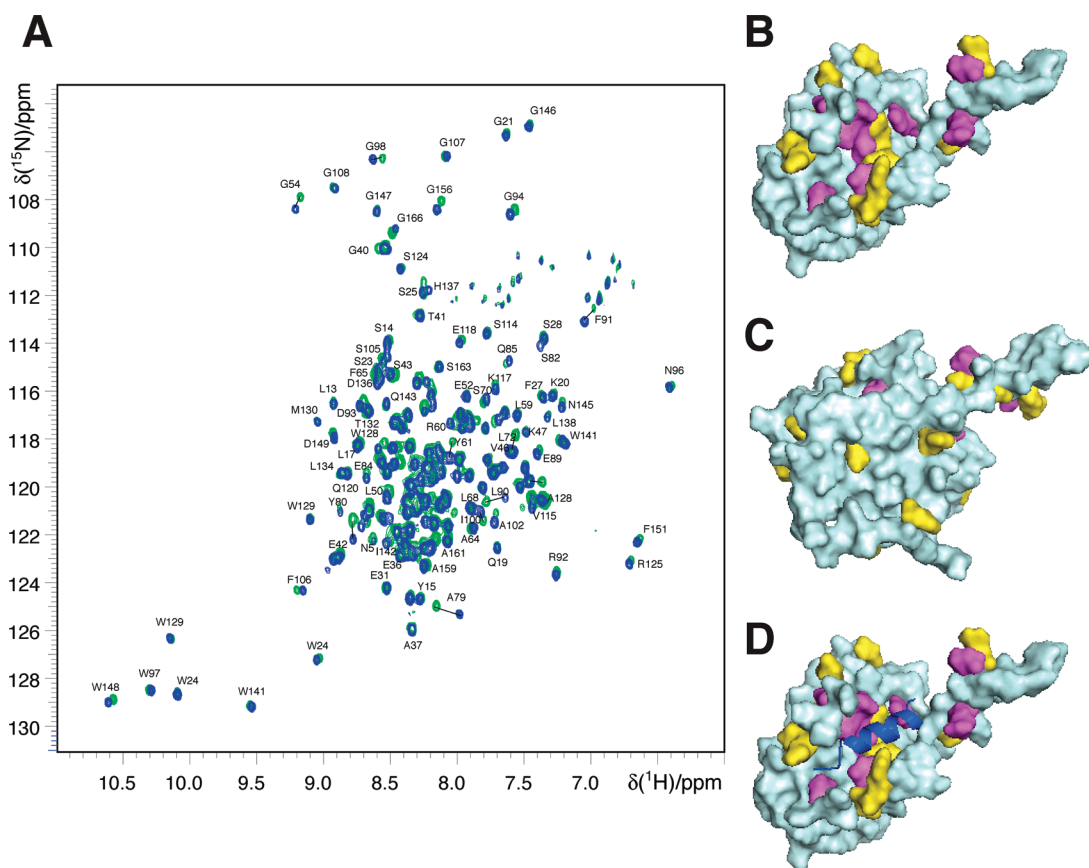 A
B
C
D
δ(¹⁵N)/ppm
108
110
112
114
116
118
120
122
124
126
128
130
10.5
10.0
9.5
9.0
8.5
8.0
7.5
7.0
δ(¹H)/ppm
G146
G21
G98
G107
G54
G108
G147
G156
G94
G166
G40
S124
S25
H137
T41
F91
S14
E118
S114
S28
S105
Q85
S82
S23
S43
S163
F65
K117
N96
D136
E52
S70
F27
K20
L13
Q143
M130
D93
L59
N145
T132
R60
L138
W128
L72
K47
W141
D149
Y61
V46
L17
E89
L134
E84
Q120
L50
L68
L90
A128
Y80
W129
I100
A102
V115
E42
N5
I142
A64
F151
E36
A161
Q19
R92
R125
A159
F106
E31
Y15
A79
W129
A37
W24
W148
W97
W24
W141